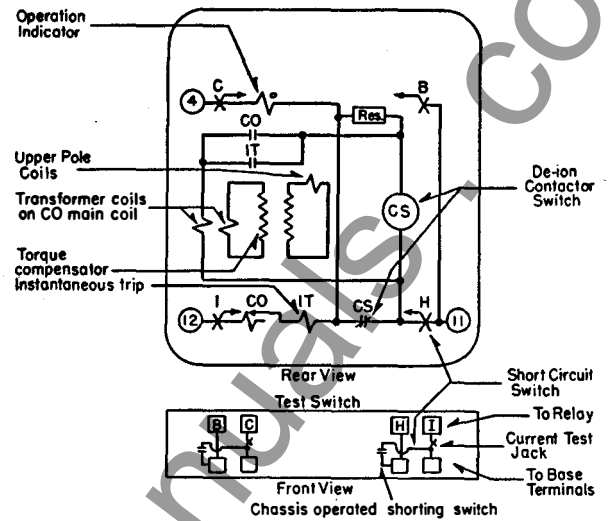 Operation
Indicator
C
B
4
Res.
CO
IT
Upper Pole
Coils
De-ion
Contactor
Switch
CS
Transformer coils
on CO main coil
Torque
compensator
Instantaneous trip
I
CO
IT
CS
H
12
11
Rear View
Short Circuit
Switch
Test Switch
B
C
H
I
To Relay
Current Test
Jack
To Base
Terminals
Front View
Chassis operated shorting switch